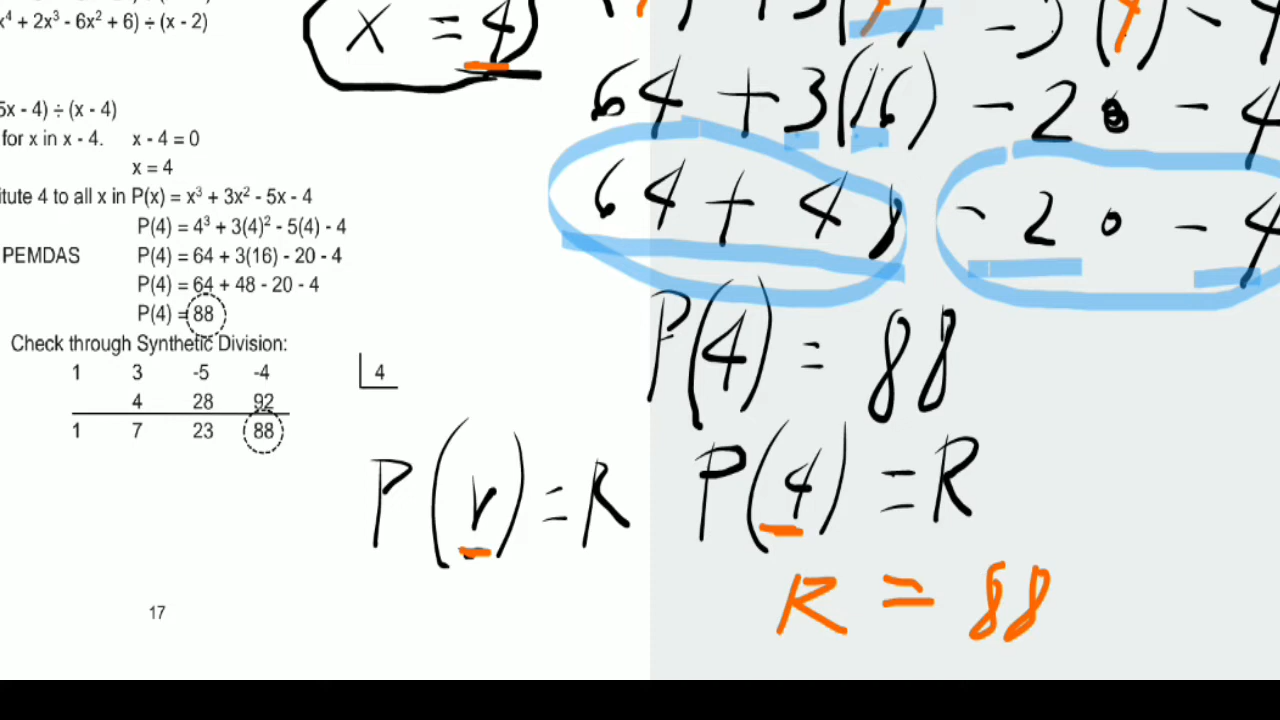 x⁴ + 2x³ - 6x² + 6) ÷ (x - 2)
5x - 4) ÷ (x - 4)
for x in x - 4. x - 4 = 0
x = 4
itute 4 to all x in P(x) = x³ + 3x² - 5x - 4
P(4) = 4³ + 3(4)² - 5(4) - 4
PEMDAS P(4) = 64 + 3(16) - 20 - 4
P(4) = 64 + 48 - 20 - 4
P(4) = 88
Check through Synthetic Division:
1 3 -5 -4 4
4 28 92
1 7 23 88
17
x = 4
64 + 3(16) - 20 - 4
64 + 48 - 20 - 4
P(4) = 88
P(r) = R P(4) = R
R = 88